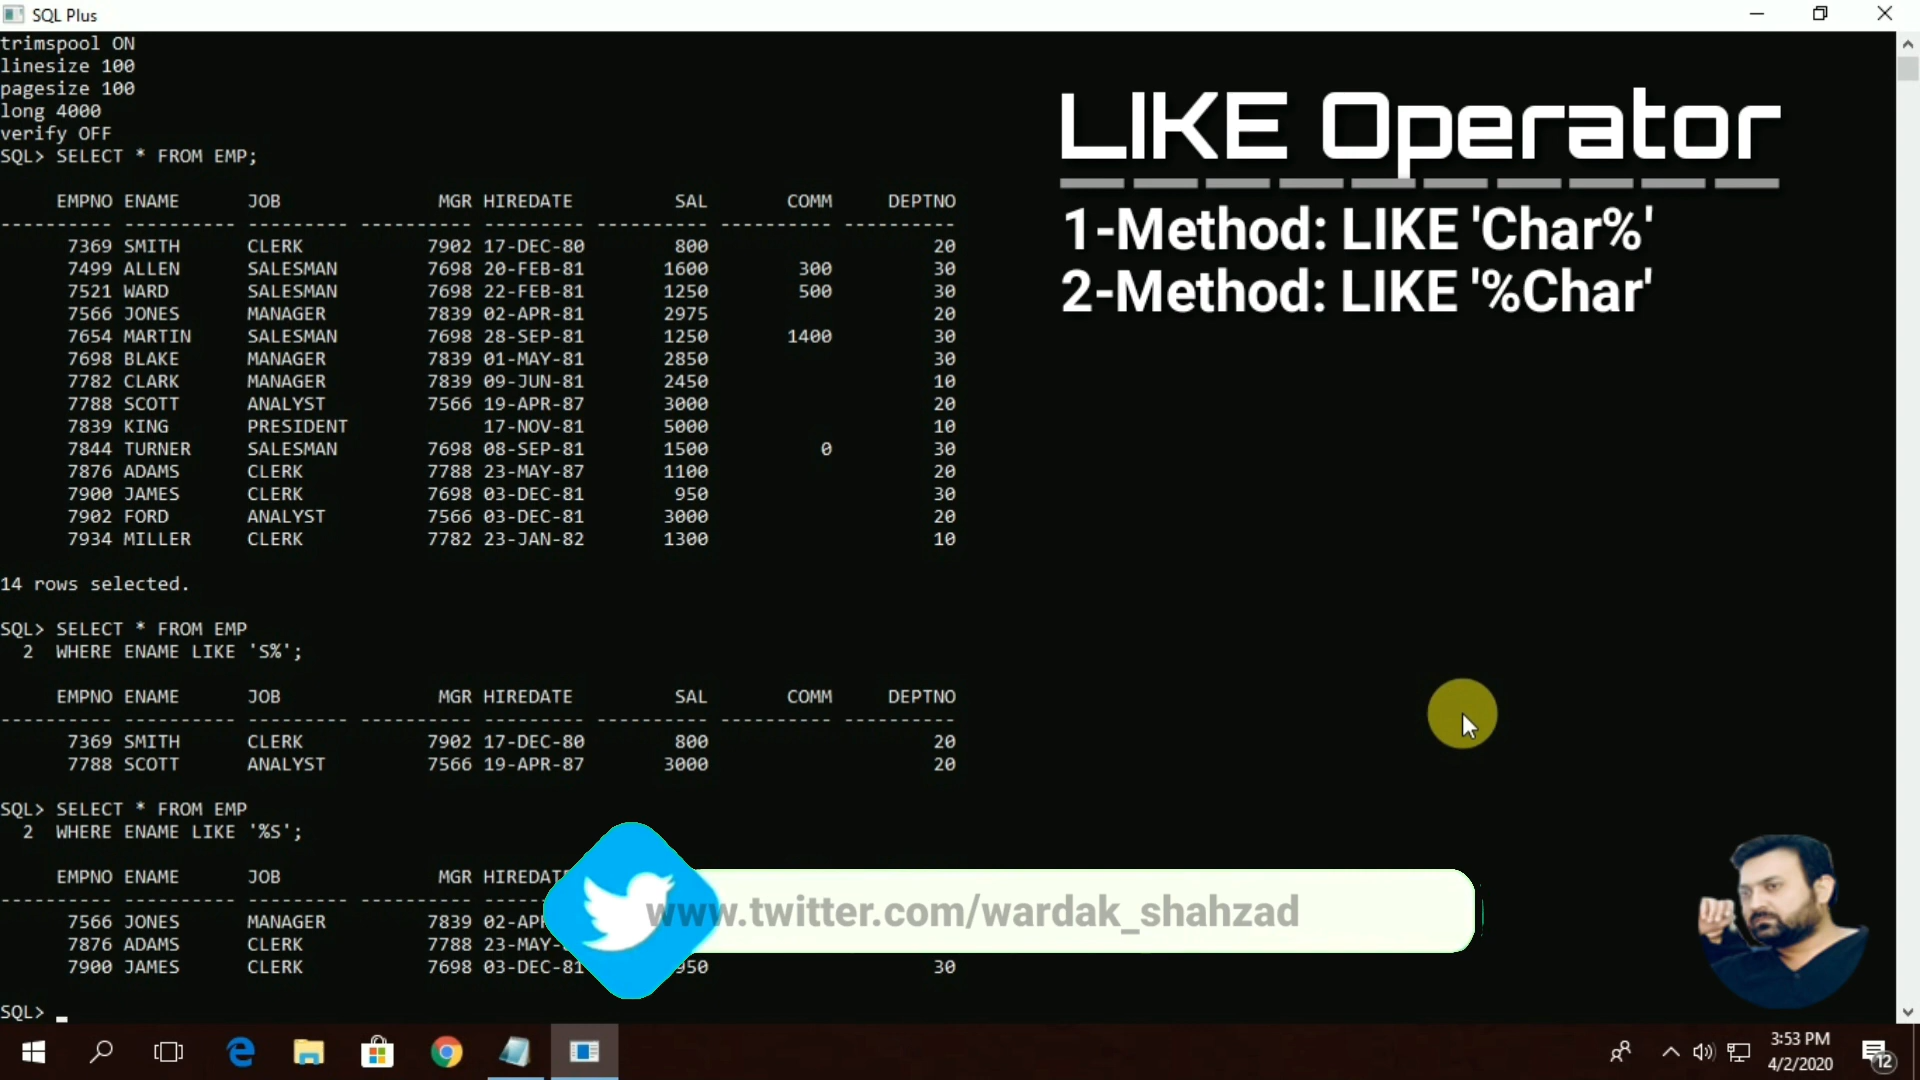 SQL Plus
trimspool ON
linesize 100
pagesize 100
long 4000
verify OFF
SQL> SELECT * FROM EMP;
EMPNO ENAME JOB MGR HIREDATE SAL COMM DEPTNO
---------- ---------- --------- ---------- --------- ---------- ---------- ----------
7369 SMITH CLERK 7902 17-DEC-80 800 20
7499 ALLEN SALESMAN 7698 20-FEB-81 1600 300 30
7521 WARD SALESMAN 7698 22-FEB-81 1250 500 30
7566 JONES MANAGER 7839 02-APR-81 2975 20
7654 MARTIN SALESMAN 7698 28-SEP-81 1250 1400 30
7698 BLAKE MANAGER 7839 01-MAY-81 2850 30
7782 CLARK MANAGER 7839 09-JUN-81 2450 10
7788 SCOTT ANALYST 7566 19-APR-87 3000 20
7839 KING PRESIDENT 17-NOV-81 5000 10
7844 TURNER SALESMAN 7698 08-SEP-81 1500 0 30
7876 ADAMS CLERK 7788 23-MAY-87 1100 20
7900 JAMES CLERK 7698 03-DEC-81 950 30
7902 FORD ANALYST 7566 03-DEC-81 3000 20
7934 MILLER CLERK 7782 23-JAN-82 1300 10
14 rows selected.
SQL> SELECT * FROM EMP
2 WHERE ENAME LIKE 'S%';
EMPNO ENAME JOB MGR HIREDATE SAL COMM DEPTNO
---------- ---------- --------- ---------- --------- ---------- ---------- ----------
7369 SMITH CLERK 7902 17-DEC-80 800 20
7788 SCOTT ANALYST 7566 19-APR-87 3000 20
SQL> SELECT * FROM EMP
2 WHERE ENAME LIKE '%S';
EMPNO ENAME JOB MGR HIREDAT
---------- ---------- --------- ----------
7566 JONES MANAGER 7839 02-AP
7876 ADAMS CLERK 7788 23-MAY-
7900 JAMES CLERK 7698 03-DEC-81 950 30
SQL>
LIKE Operator
1-Method: LIKE 'Char%'
2-Method: LIKE '%Char'
www.twitter.com/wardak_shahzad
3:53 PM
4/2/2020
12